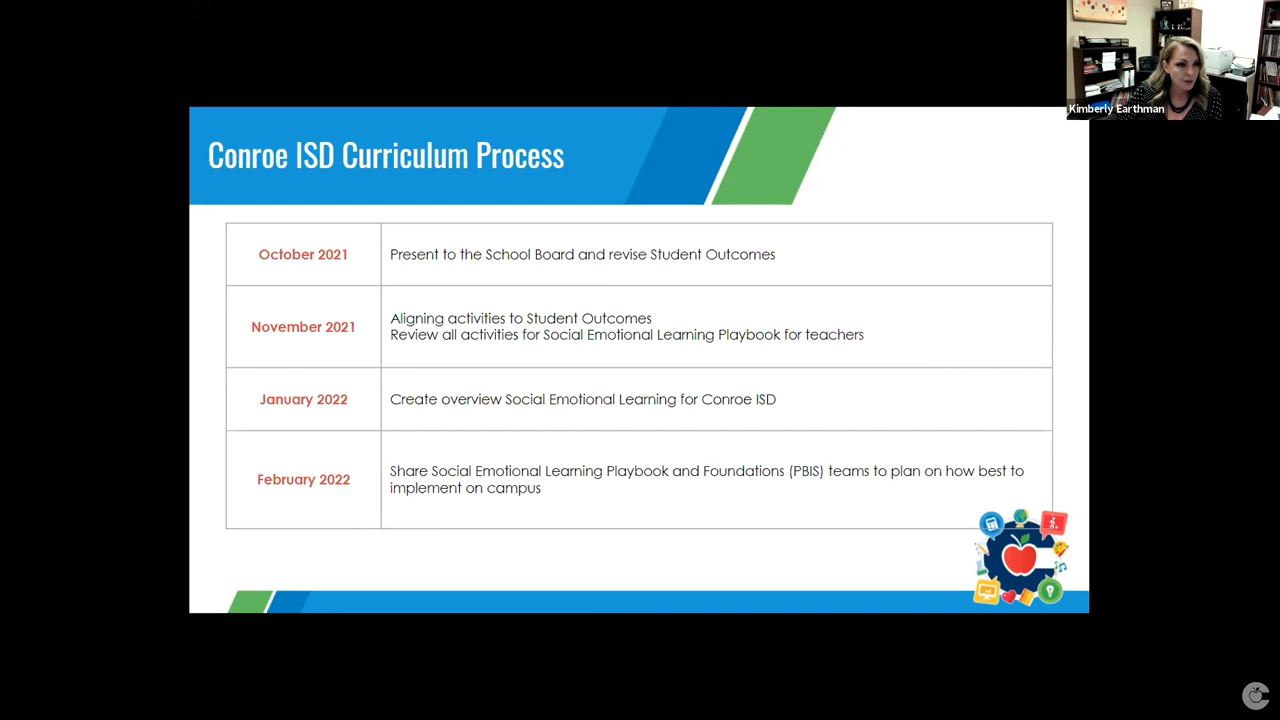 Kimberly Earthman
Conroe ISD Curriculum Process
October 2021
Present to the School Board and revise Student Outcomes
November 2021
Aligning activities to Student Outcomes
Review all activities for Social Emotional Learning Playbook for teachers
January 2022
Create overview Social Emotional Learning for Conroe ISD
February 2022
Share Social Emotional Learning Playbook and Foundations (PBIS) teams to plan on how best to
implement on campus